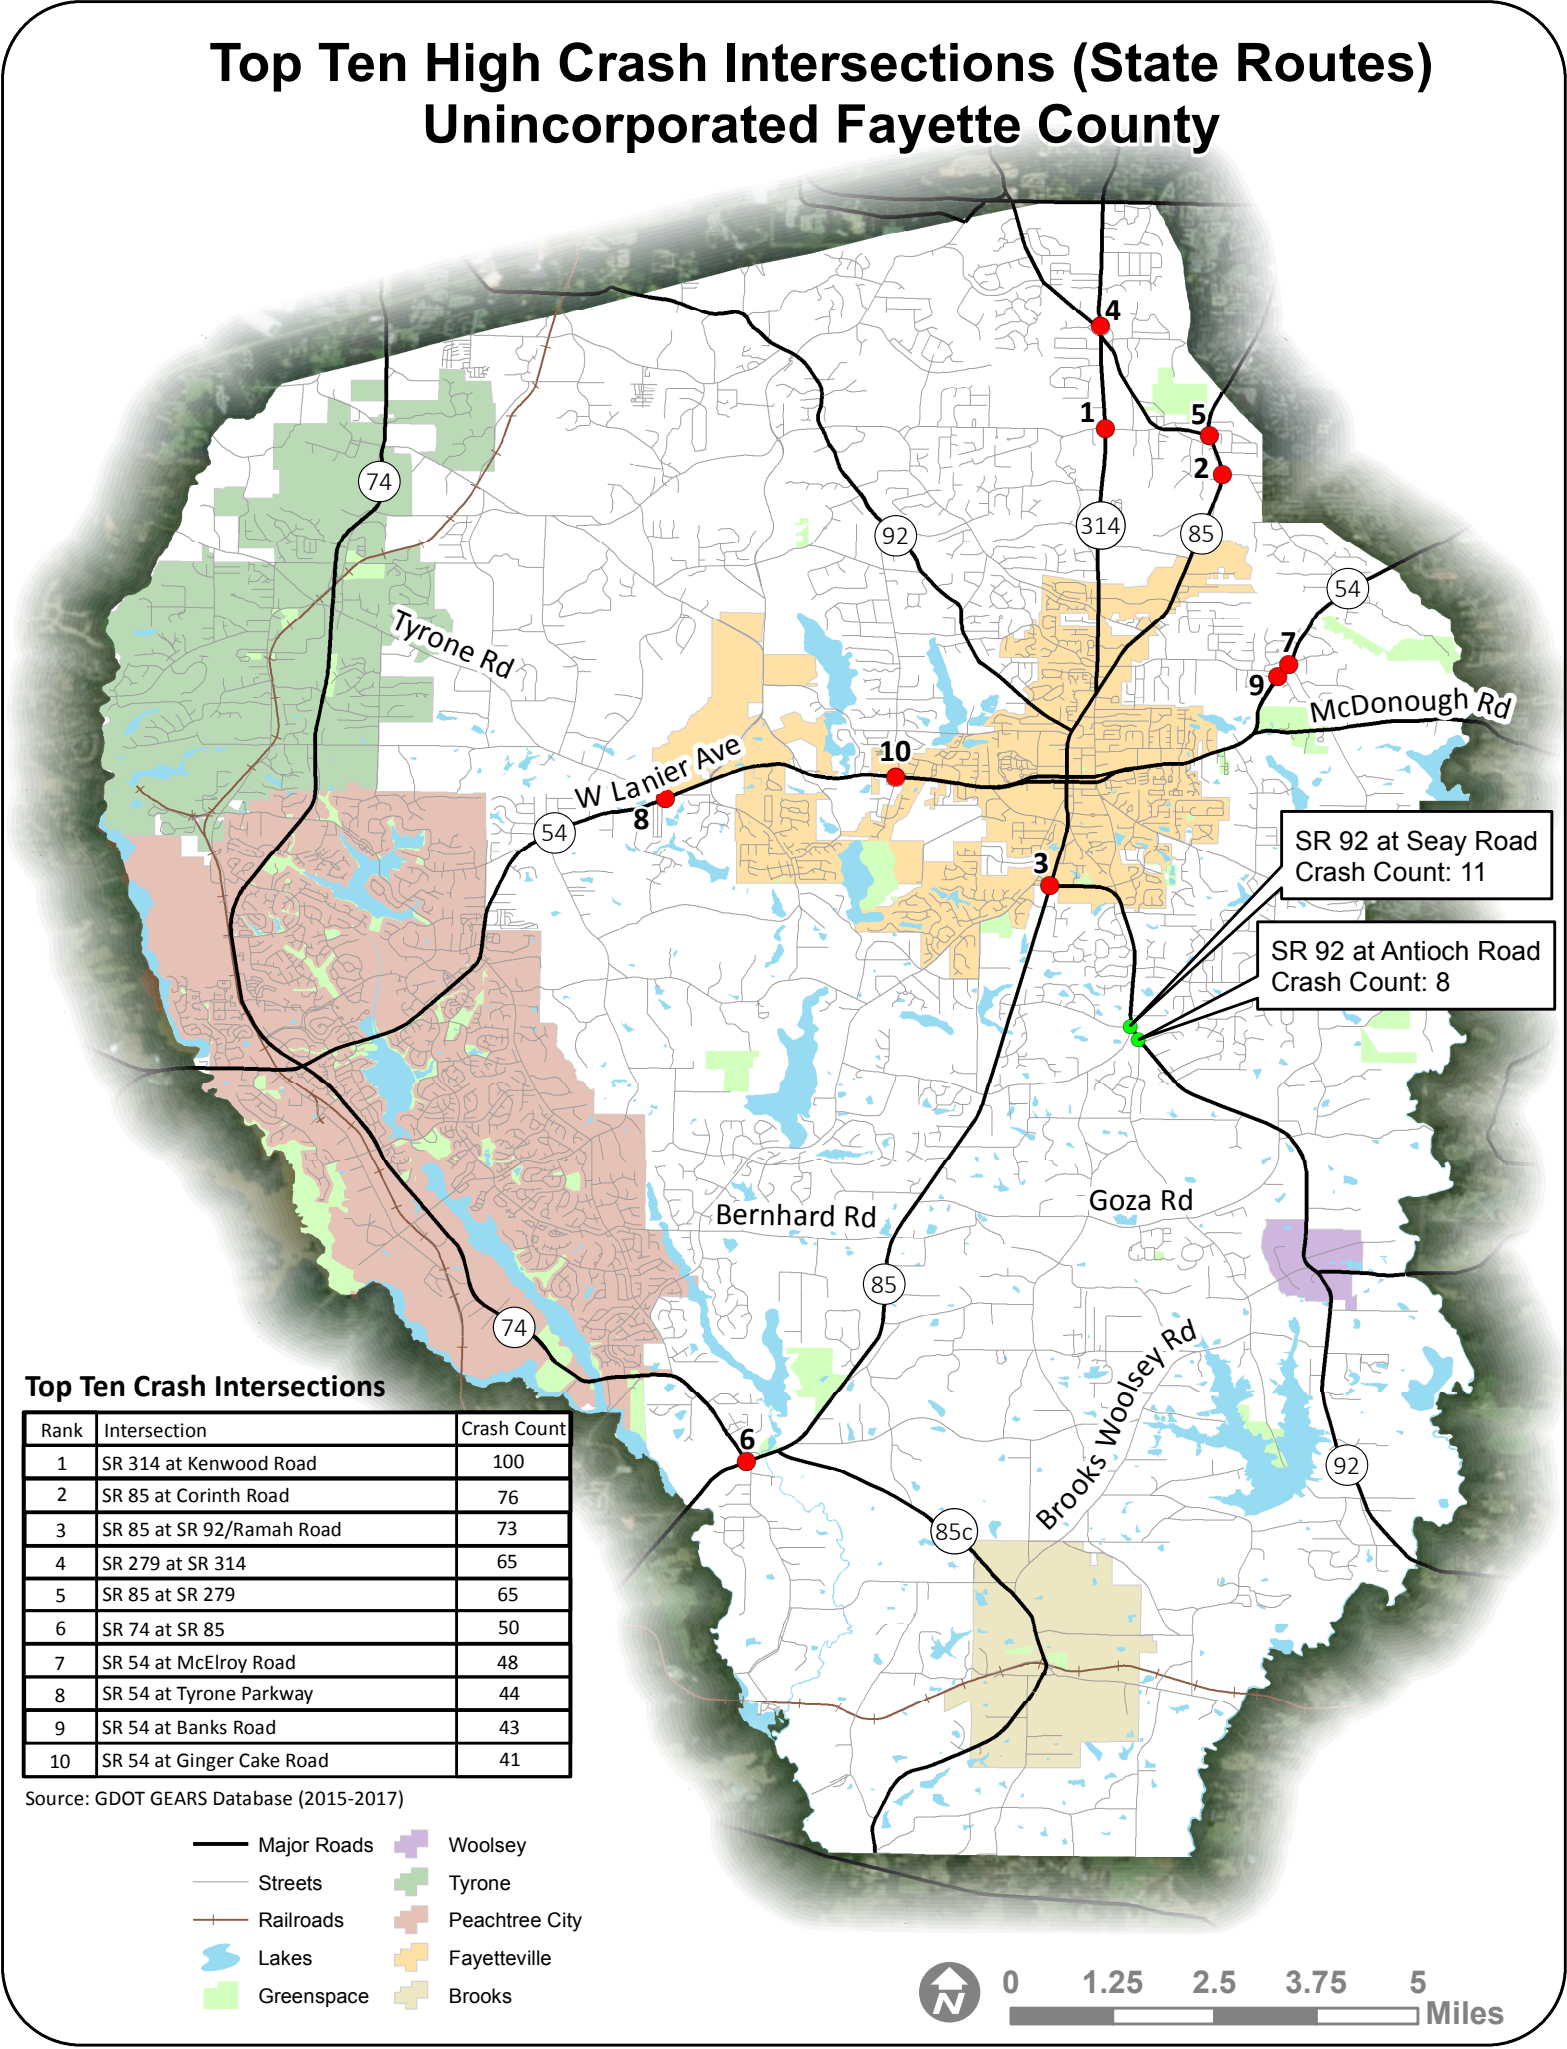 Top Ten High Crash Intersections (State Routes)
Unincorporated Fayette County
4
1
5
2
74
92
314
85
54
7
9
Tyrone Rd
McDonough Rd
W Lanier Ave
10
8
54
3
SR 92 at Seay Road
Crash Count: 11
SR 92 at Antioch Road
Crash Count: 8
Bernhard Rd
Goza Rd
85
74
Brooks Woolsey Rd
6
92
85c
Top Ten Crash Intersections
Rank Intersection Crash Count
1 SR 314 at Kenwood Road 100
2 SR 85 at Corinth Road 76
3 SR 85 at SR 92/Ramah Road 73
4 SR 279 at SR 314 65
5 SR 85 at SR 279 65
6 SR 74 at SR 85 50
7 SR 54 at McElroy Road 48
8 SR 54 at Tyrone Parkway 44
9 SR 54 at Banks Road 43
10 SR 54 at Ginger Cake Road 41
Source: GDOT GEARS Database (2015-2017)
Major Roads Woolsey
Streets Tyrone
Railroads Peachtree City
Lakes Fayetteville
Greenspace Brooks
N
0 1.25 2.5 3.75 5
Miles